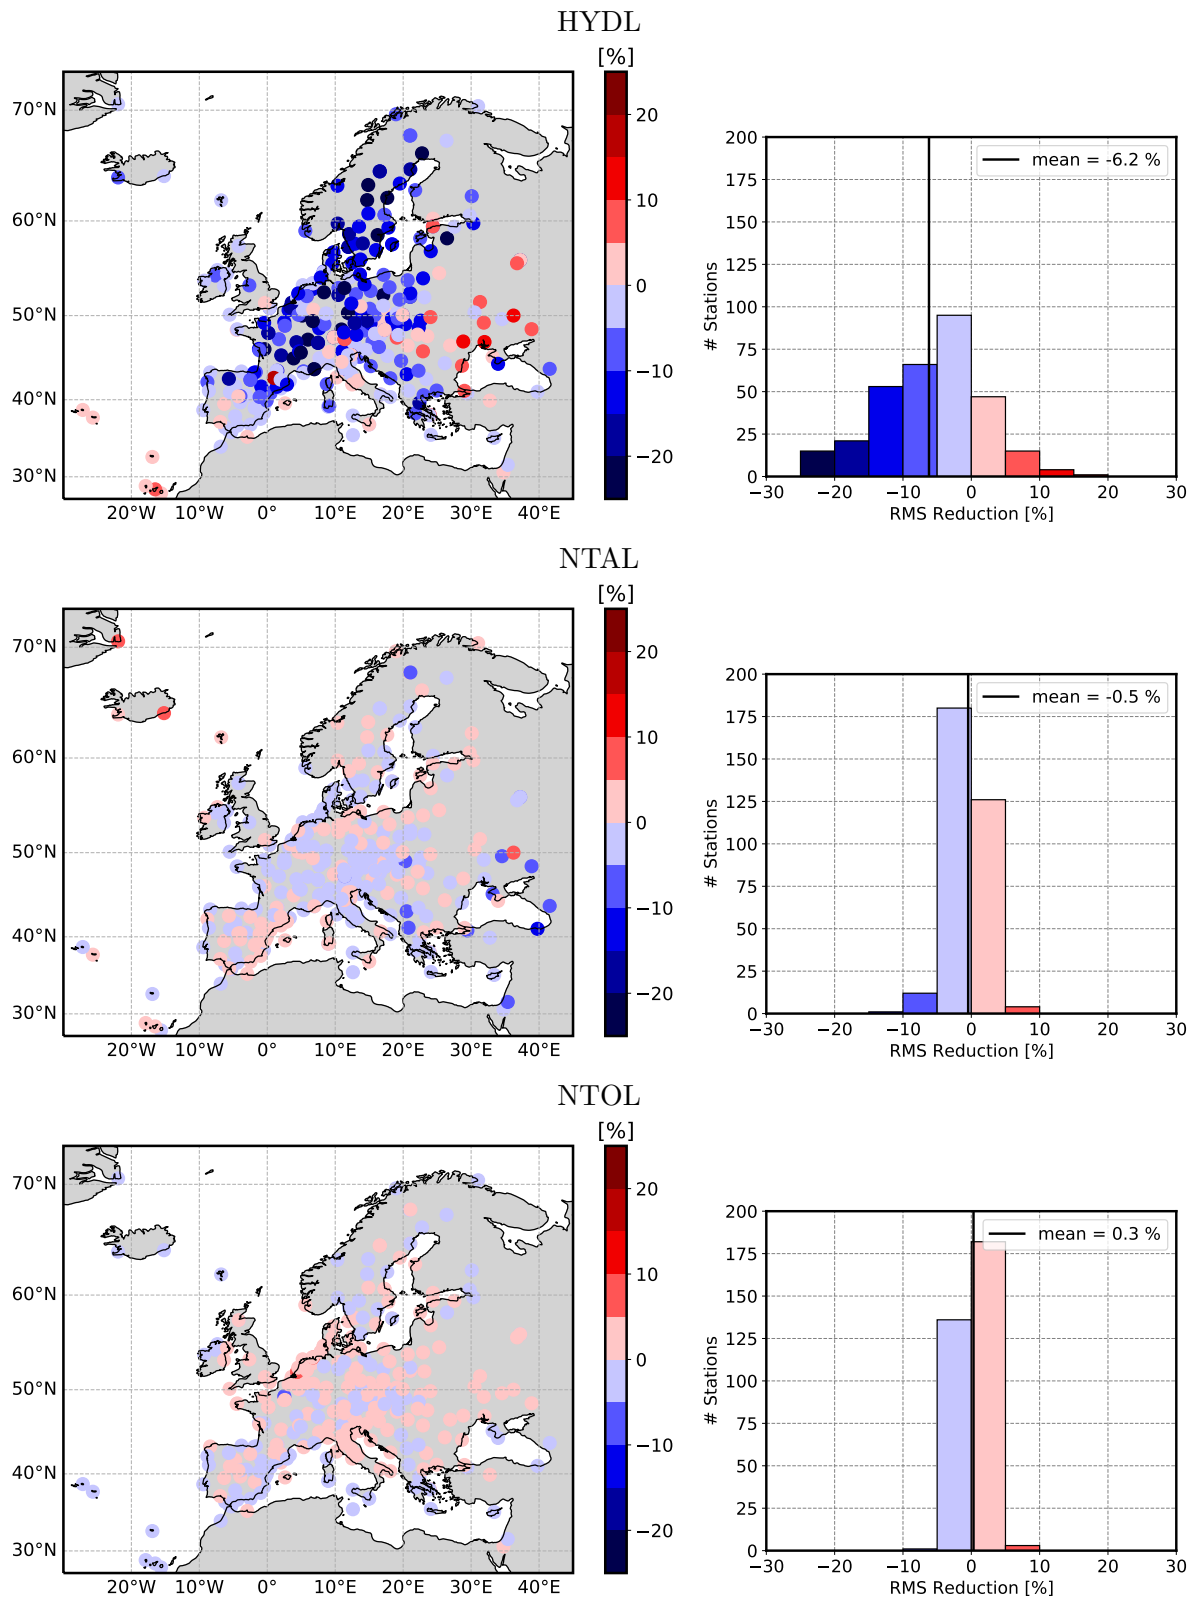 HYDL
[%]
70°N
60°N
50°N
40°N
30°N
20°W 10°W 0° 10°E 20°E 30°E 40°E
20
10
0
−10
−20
200
175
150
125
100
75
50
25
0
# Stations
mean = -6.2 %
−30 −20 −10 0 10 20 30
RMS Reduction [%]
NTAL
[%]
70°N
60°N
50°N
40°N
30°N
20°W 10°W 0° 10°E 20°E 30°E 40°E
20
10
0
−10
−20
200
175
150
125
100
75
50
25
0
# Stations
mean = -0.5 %
−30 −20 −10 0 10 20 30
RMS Reduction [%]
NTOL
[%]
70°N
60°N
50°N
40°N
30°N
20°W 10°W 0° 10°E 20°E 30°E 40°E
20
10
0
−10
−20
200
175
150
125
100
75
50
25
0
# Stations
mean = 0.3 %
−30 −20 −10 0 10 20 30
RMS Reduction [%]